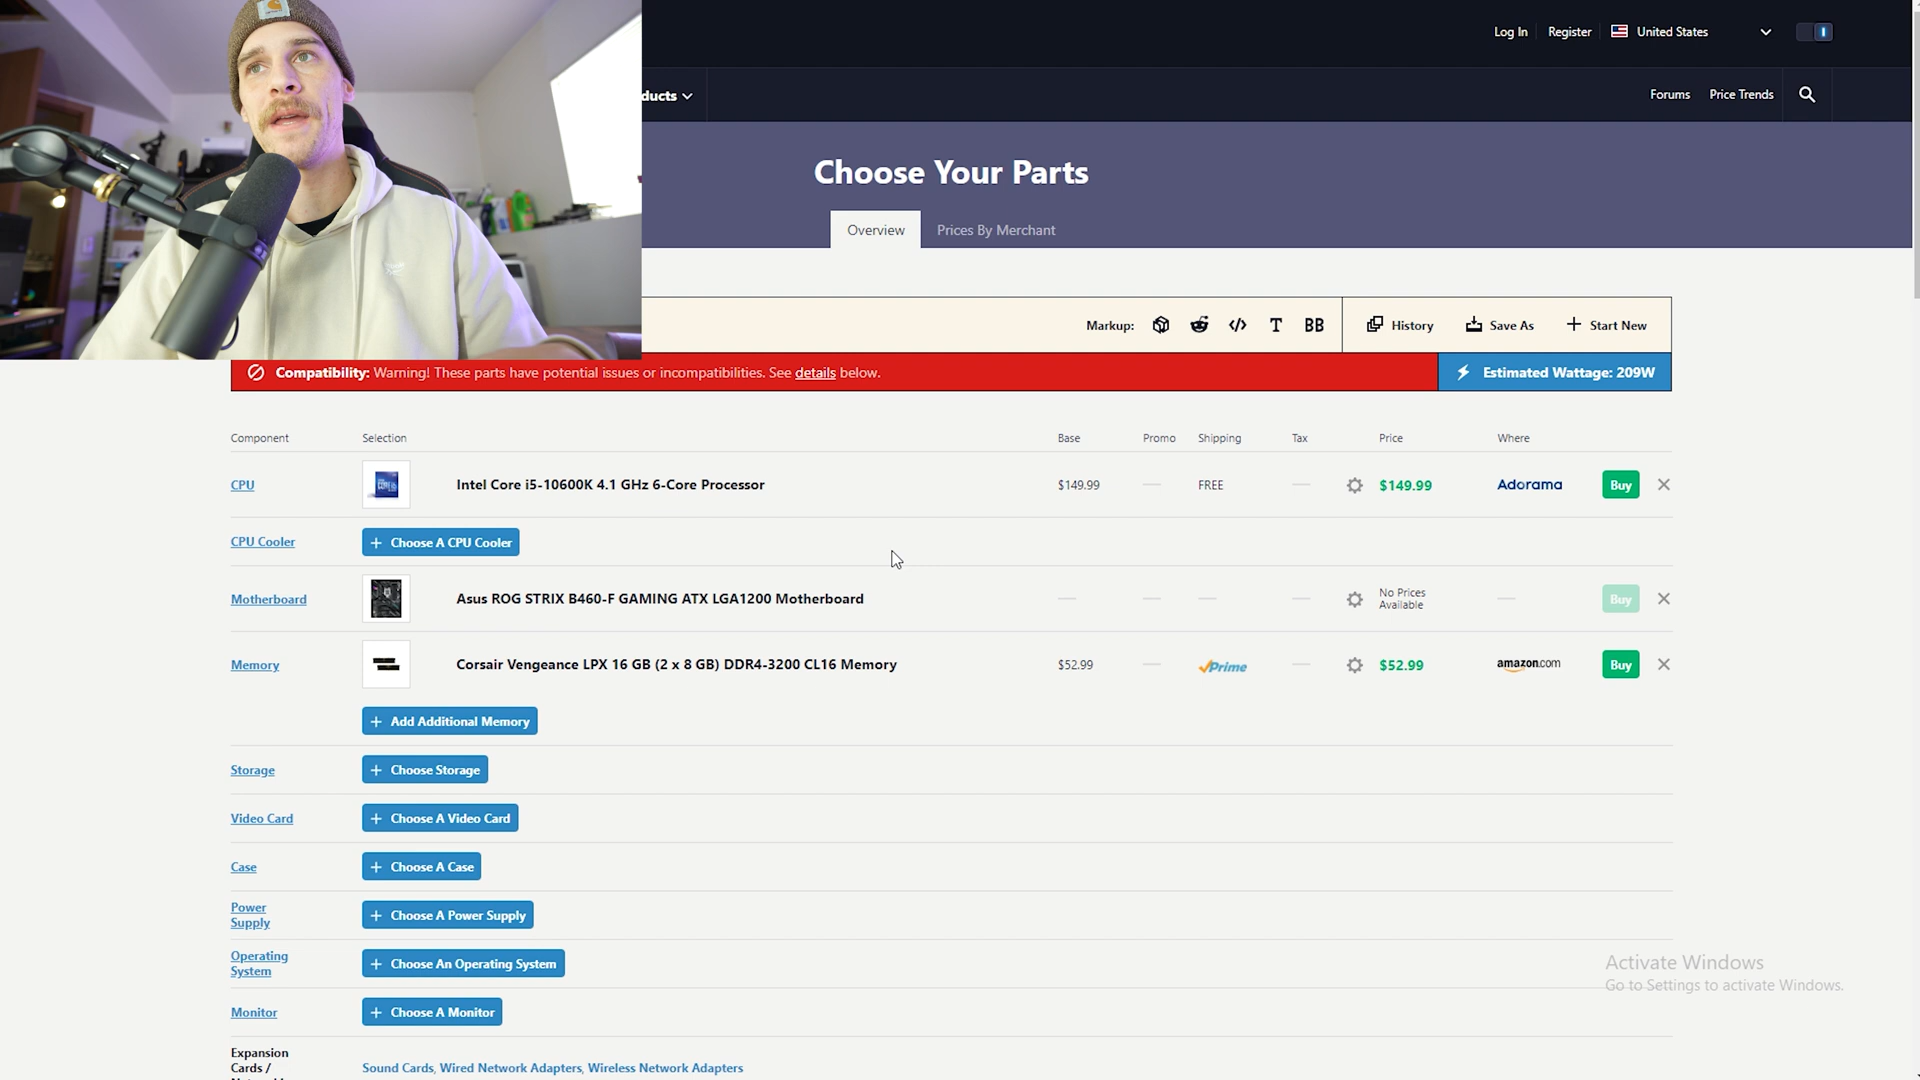 Log In Register United States
ducts Forums Price Trends
Choose Your Parts
Overview Prices By Merchant
Markup: T BB History Save As + Start New
Compatibility: Warning! These parts have potential issues or incompatibilities. See details below. Estimated Wattage: 209W
Component Selection Base Promo Shipping Tax Price Where
CPU Intel Core i5-10600K 4.1 GHz 6-Core Processor $149.99 — FREE — $149.99 Adorama Buy
CPU Cooler + Choose A CPU Cooler
Motherboard Asus ROG STRIX B460-F GAMING ATX LGA1200 Motherboard — — — — No Prices Available — Buy
Memory Corsair Vengeance LPX 16 GB (2 x 8 GB) DDR4-3200 CL16 Memory $52.99 — Prime — $52.99 amazon.com Buy
+ Add Additional Memory
Storage + Choose Storage
Video Card + Choose A Video Card
Case + Choose A Case
Power Supply + Choose A Power Supply
Operating System + Choose An Operating System
Monitor + Choose A Monitor
Expansion
Cards /
Sound Cards, Wired Network Adapters, Wireless Network Adapters
Activate Windows
Go to Settings to activate Windows.